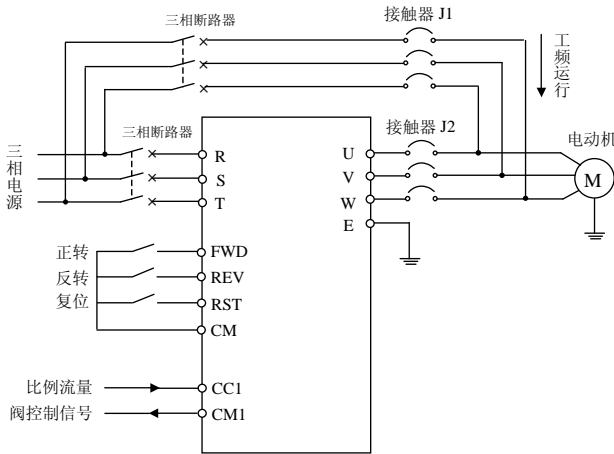 接触器 J1
三相断路器
工频运行
三相断路器
接触器 J2
电动机
三相电源
R
U
S
V
M
T
W
E
正转
FWD
反转
REV
复位
RST
CM
比例流量
CC1
阀控制信号
CM1